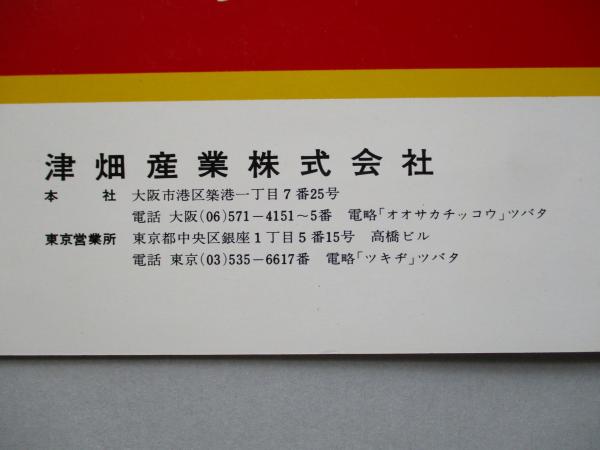 津畑産業株式会社
本　　社　大阪市港区築港一丁目7番25号
電話 大阪(06)571－4151～5番　電略「オオサカチッコウ」ツバタ
東京営業所　東京都中央区銀座1丁目5番15号　高橋ビル
電話 東京(03)535－6617番　電略「ツキヂ」ツバタ